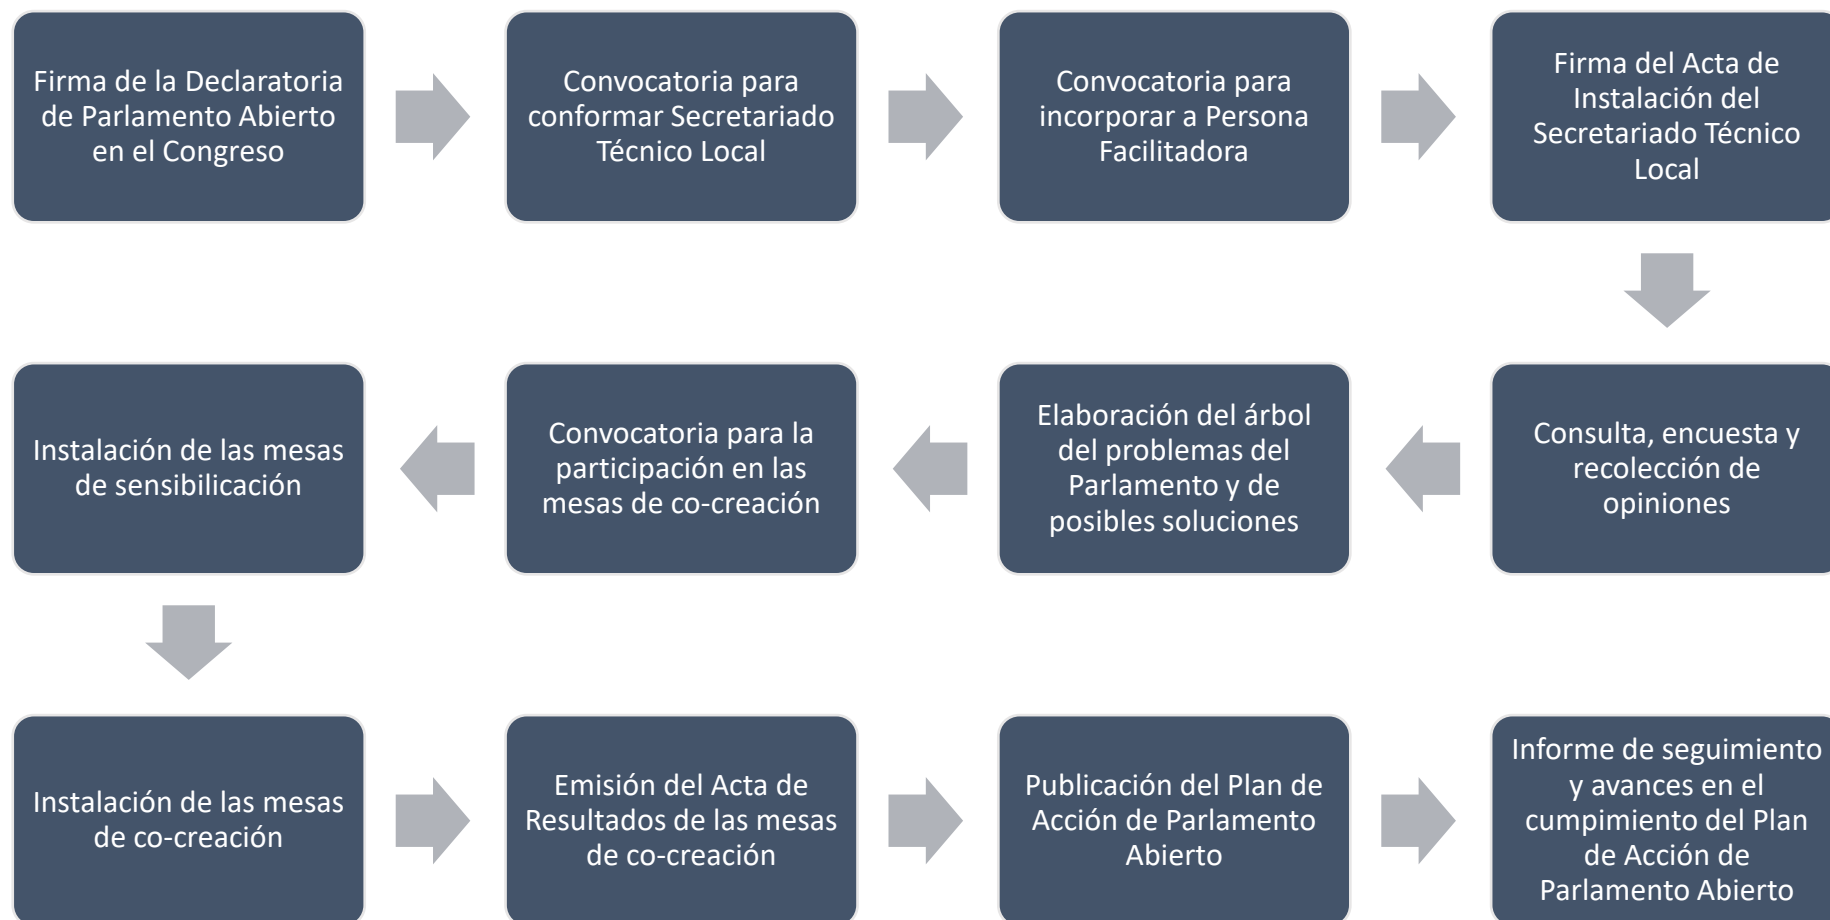 Firma de la Declaratoria
de Parlamento Abierto
en el Congreso
Convocatoria para
conformar Secretariado
Técnico Local
Convocatoria para
incorporar a Persona
Facilitadora
Firma del Acta de
Instalación del
Secretariado Técnico
Local
Consulta, encuesta y
recolección de
opiniones
Elaboración del árbol
del problemas del
Parlamento y de
posibles soluciones
Convocatoria para la
participación en las
mesas de co-creación
Instalación de las mesas
de sensibilicación
Instalación de las mesas
de co-creación
Emisión del Acta de
Resultados de las mesas
de co-creación
Publicación del Plan de
Acción de Parlamento
Abierto
Informe de seguimiento
y avances en el
cumpimiento del Plan
de Acción de
Parlamento Abierto